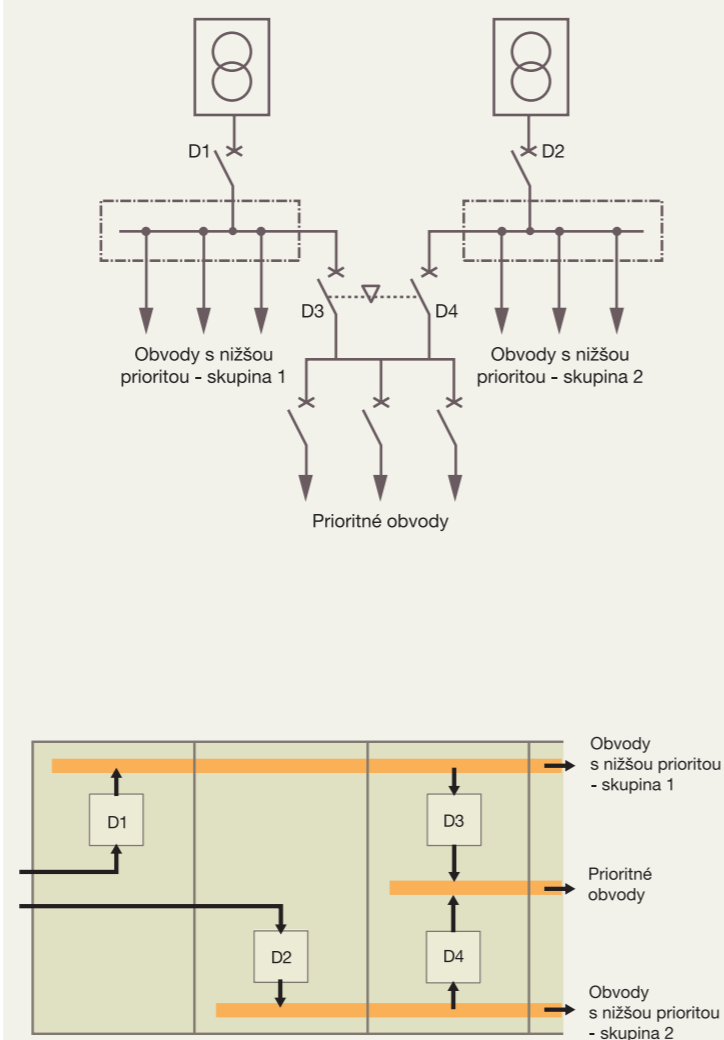 D1
D2
D3
D4
Obvody s nižšou
prioritou - skupina 1
Obvody s nižšou
prioritou - skupina 2
Prioritné obvody
Obvody
s nižšou prioritou
- skupina 1
D1
D3
Prioritné
obvody
D2
D4
Obvody
s nižšou prioritou
- skupina 2